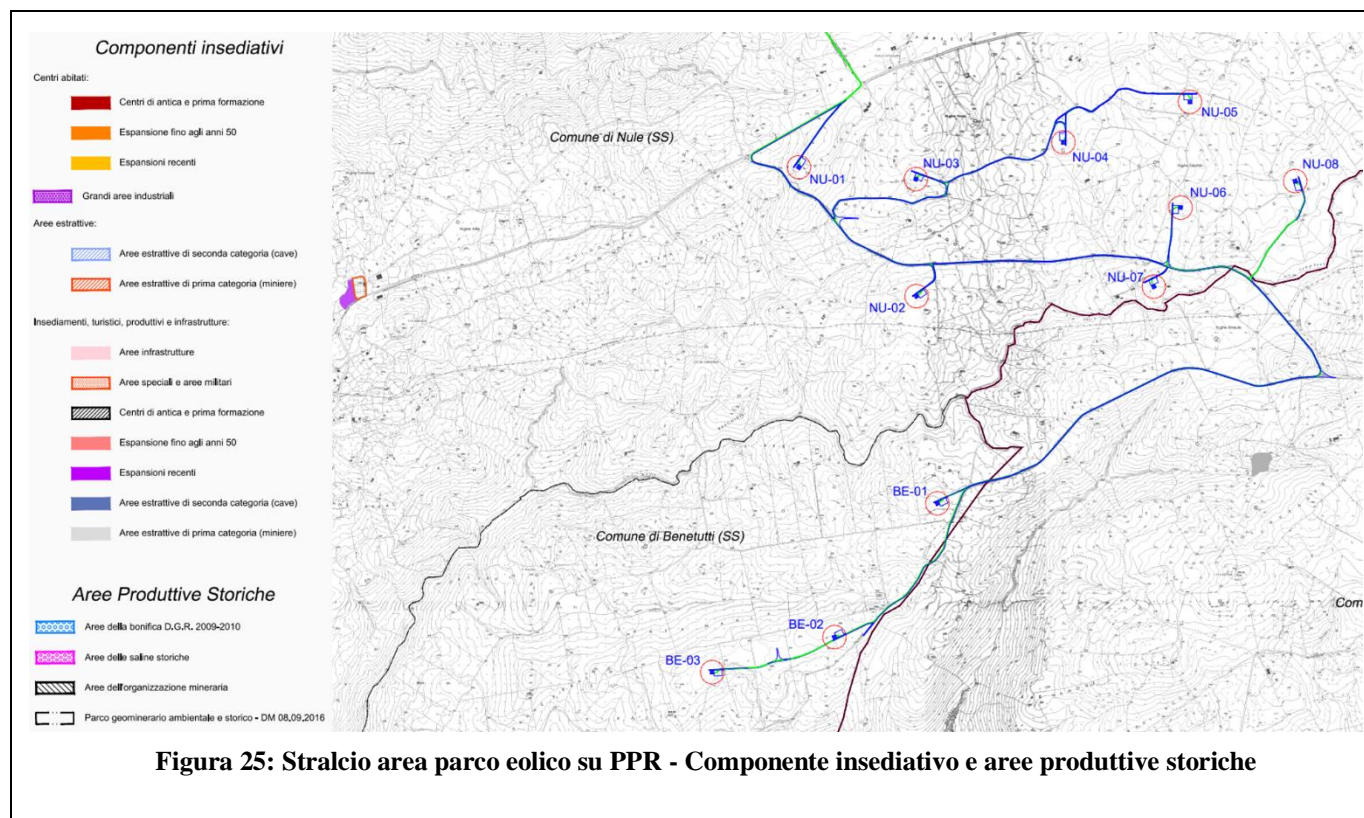 Componenti insediativi
Centri abitati:
Centri di antica e prima formazione
Espansione fino agli anni 50
Espansioni recenti
Grandi aree industriali
Aree estrattive:
Aree estrattive di seconda categoria (cave)
Aree estrattive di prima categoria (miniere)
Insediamenti, turistici, produttivi e infrastrutture:
Aree infrastrutture
Aree speciali e aree militari
Centri di antica e prima formazione
Espansione fino agli anni 50
Espansioni recenti
Aree estrattive di seconda categoria (cave)
Aree estrattive di prima categoria (miniere)
Aree Produttive Storiche
Aree della bonifica D.G.R. 2009-2010
Aree delle saline storiche
Aree dell'organizzazione mineraria
Parco geominerario ambientale e storico - DM 08,09,2016
Comune di Nule (SS)
NU-01
NU-03
NU-04
NU-05
NU-06
NU-08
NU-07
NU-02
BE-01
Comune di Benetutti (SS)
BE-02
BE-03
Com
Figura 25: Stralcio area parco eolico su PPR - Componente insediativo e aree produttive storiche